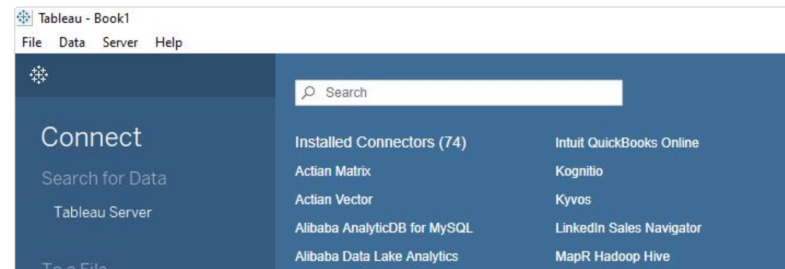 Tableau - Book1
File Data Server Help
Search
Connect
Search for Data
Tableau Server
To a File
Installed Connectors (74)
Actian Matrix
Actian Vector
Alibaba AnalyticDB for MySQL
Alibaba Data Lake Analytics
Intuit QuickBooks Online
Kognitio
Kyvos
LinkedIn Sales Navigator
MapR Hadoop Hive